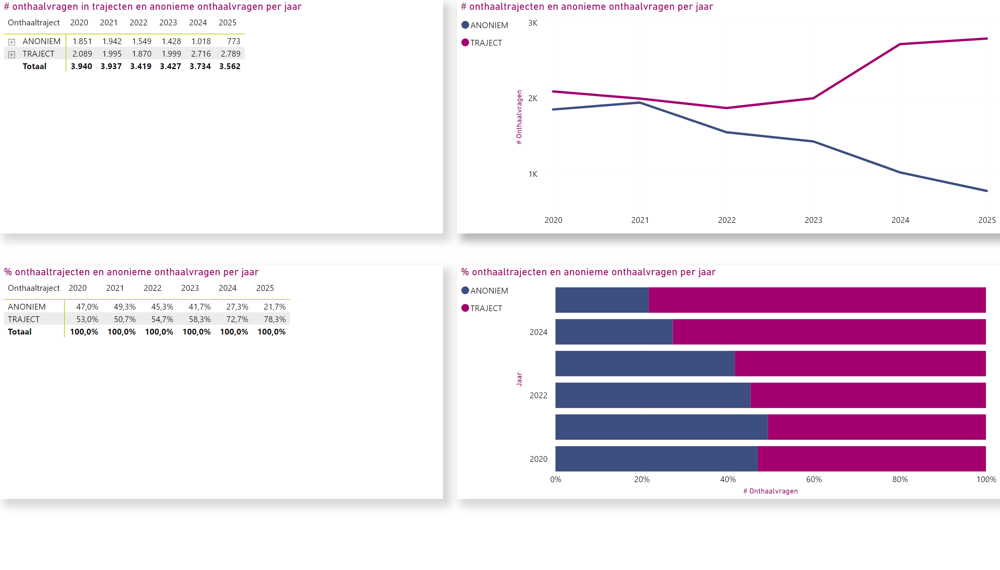 # onthaalvragen in trajecten en anonieme onthaalvragen per jaar
Onthaaltraject 2020 2021 2022 2023 2024 2025
ANONIEM 1.851 1.942 1.549 1.428 1.018 773
TRAJECT 2.089 1.995 1.870 1.999 2.716 2.789
Totaal 3.940 3.937 3.419 3.427 3.734 3.562
# onthaaltrajecten en anonieme onthaalvragen per jaar
ANONIEM
TRAJECT
# Onthaalvragen
3K
2K
1K
2020 2021 2022 2023 2024 2025
% onthaaltrajecten en anonieme onthaalvragen per jaar
Onthaaltraject 2020 2021 2022 2023 2024 2025
ANONIEM 47,0% 49,3% 45,3% 41,7% 27,3% 21,7%
TRAJECT 53,0% 50,7% 54,7% 58,3% 72,7% 78,3%
Totaal 100,0% 100,0% 100,0% 100,0% 100,0% 100,0%
% onthaaltrajecten en anonieme onthaalvragen per jaar
ANONIEM
TRAJECT
Jaar
2024
2022
2020
0% 20% 40% 60% 80% 100%
# Onthaalvragen